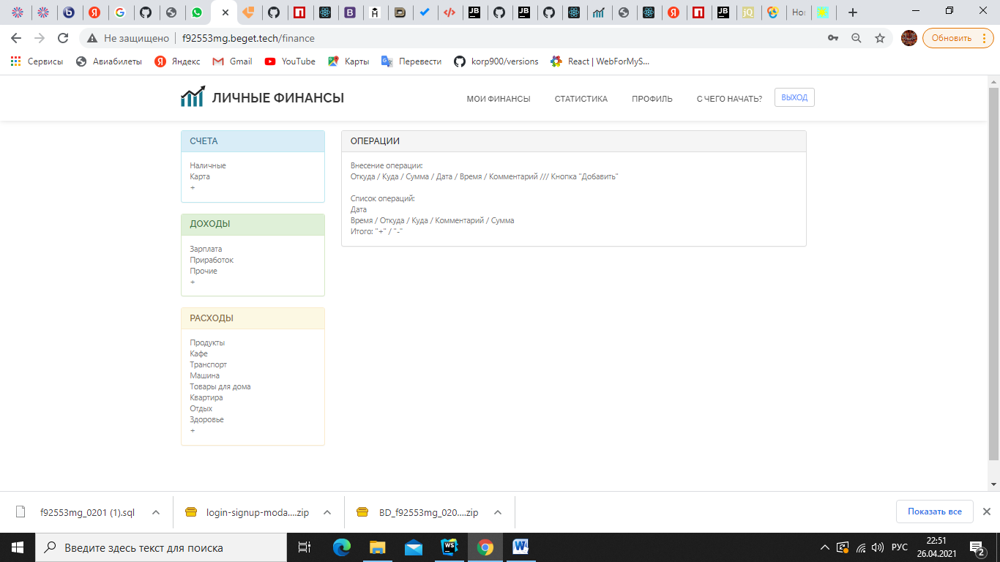 Но
Не защищено
f92553mg.beget.tech/finance
Обновить
Сервисы
Авиабилеты
Яндекс
Gmail
YouTube
Карты
Перевести
korp900/versions
React | WebForMyS...
ЛИЧНЫЕ ФИНАНСЫ
МОИ ФИНАНСЫ
СТАТИСТИКА
ПРОФИЛЬ
С ЧЕГО НАЧАТЬ?
ВЫХОД
СЧЕТА
Наличные
Карта
+
ДОХОДЫ
Зарплата
Приработок
Прочие
+
РАСХОДЫ
Продукты
Кафе
Транспорт
Машина
Товары для дома
Квартира
Отдых
Здоровье
+
ОПЕРАЦИИ
Внесение операции:
Откуда / Куда / Сумма / Дата / Время / Комментарий /// Кнопка "Добавить"
Список операций:
Дата
Время / Откуда / Куда / Комментарий / Сумма
Итого: "+" / "-"
f92553mg_0201 (1).sql
login-signup-moda....zip
BD_f92553mg_020....zip
Показать все
Введите здесь текст для поиска
РУС
22:51
26.04.2021
2